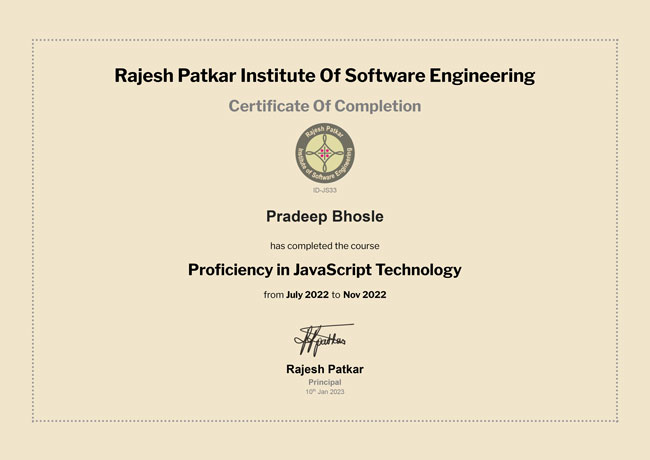 Rajesh Patkar Institute Of Software Engineering
Certificate Of Completion
Rajesh Patkar
Institute of Software Engineering
ID-JS33
Pradeep Bhosle
has completed the course
Proficiency in JavaScript Technology
from July 2022 to Nov 2022
Rajesh Patkar
Principal
10th Jan 2023